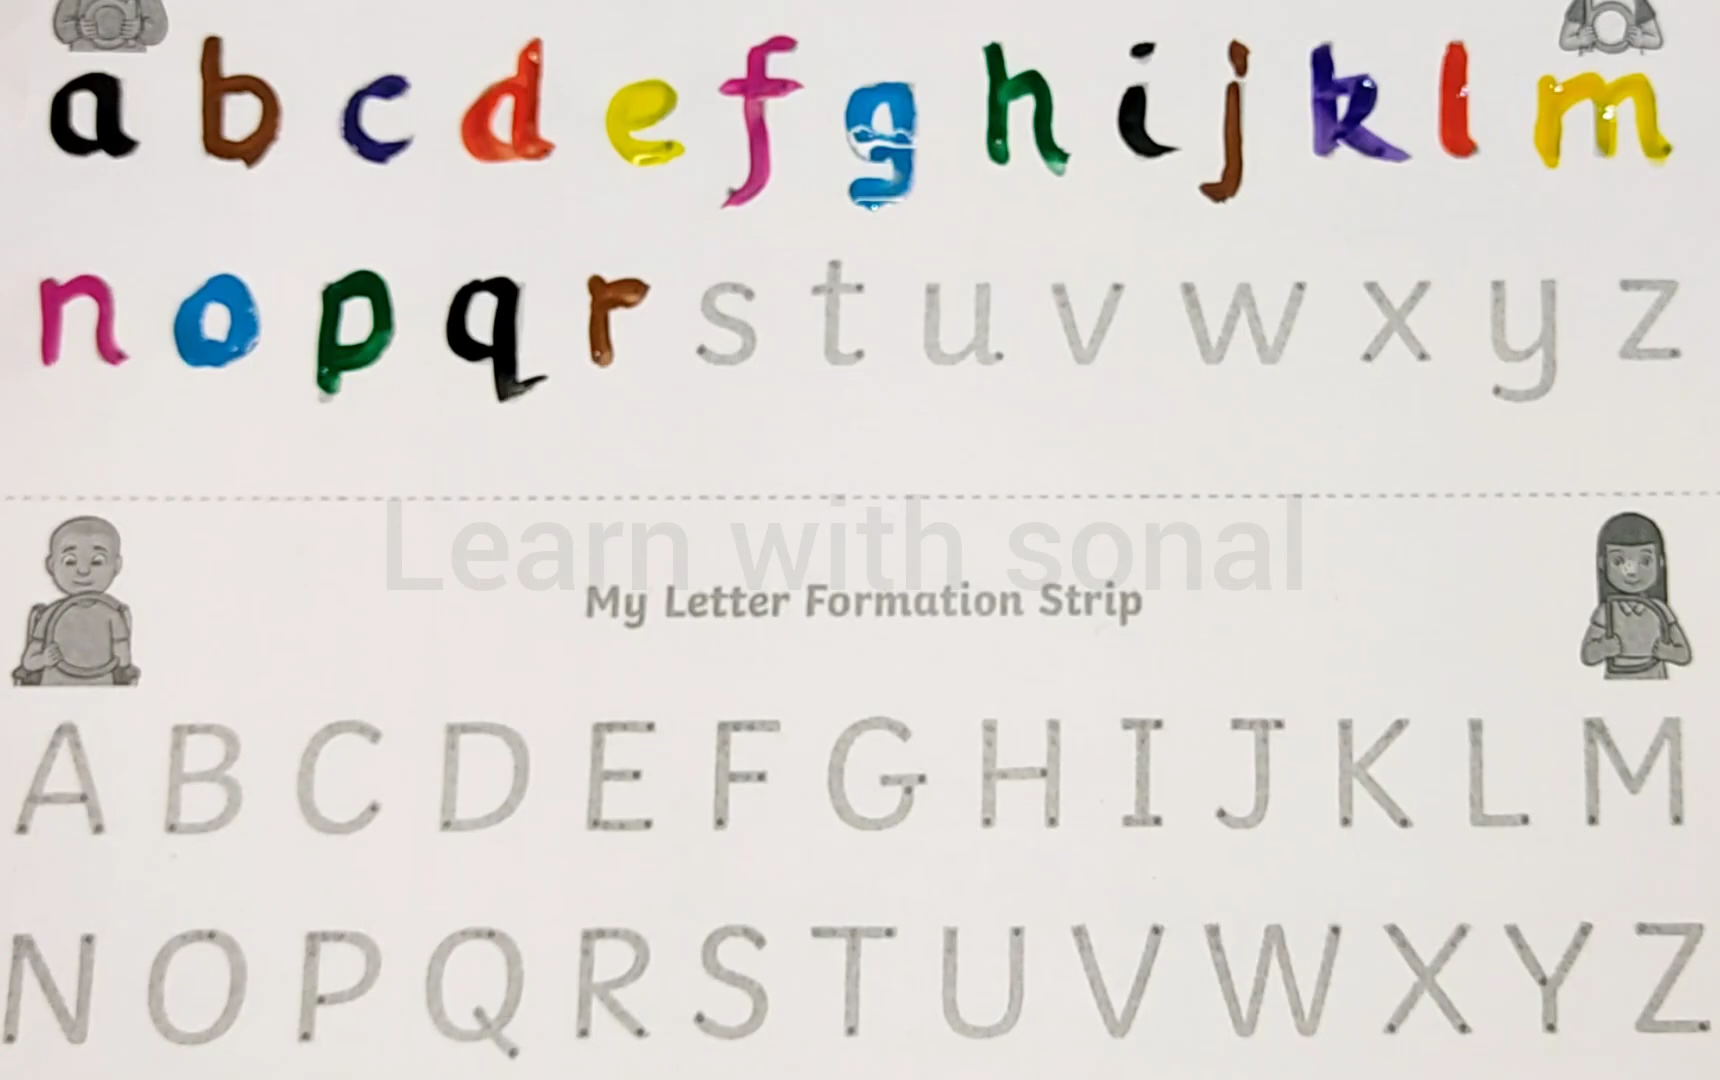 a b c d e f g h i j k l m
n o p q r s t u v w x y z
Learn with sonal
My Letter Formation Strip
A B C D E F G H I J K L M
N O P Q R S T U V W X Y Z